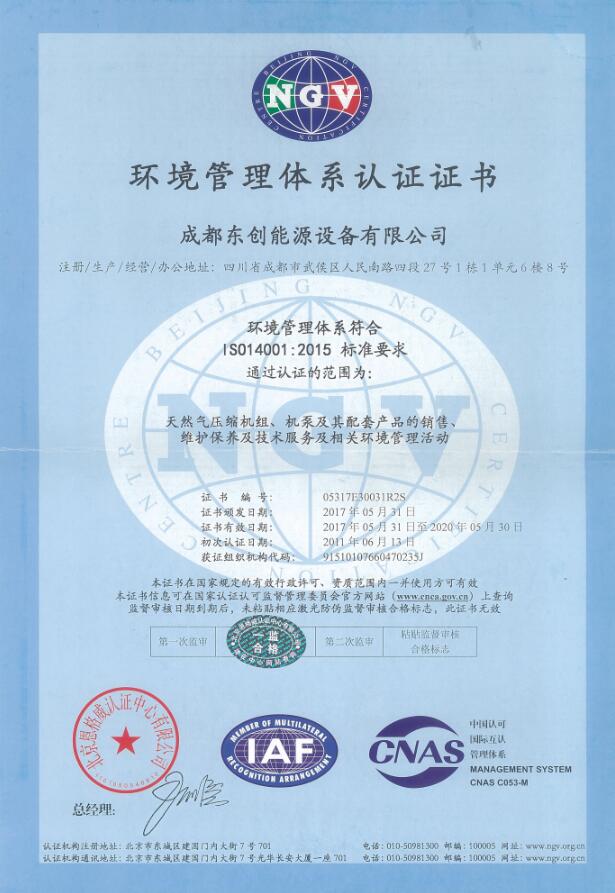 BEIJING NGV CERTIFICATION CENTRE
NGV
环境管理体系认证证书
成都东创能源设备有限公司
注册/生产/经营/办公地址：四川省成都市武侯区人民南路四段27号1栋1单元6楼8号
BEIJING NGV CERTIFICATION CENTRE
NGV
环境管理体系符合
ISO14001:2015 标准要求
通过认证的范围为：
天然气压缩机组、机泵及其配套产品的销售、
维护保养及技术服务及相关环境管理活动
证书编号： 05317E30031R2S
证书颁发日期： 2017年05月31日
证书有效日期： 2017年05月31日至2020年05月30日
初次认证日期： 2011年06月13日
获证组织机构代码： 91510107660470235J
本证书在国家规定的有效行政许可、资质范围内一并使用方可有效
本证书信息可在国家认证认可监督管理委员会官方网站（www.cnca.gov.cn）上查询
监督审核日期到期后，未粘贴相应激光防伪监督审核合格标志，此证书无效
第一次监审 一监合格 第二次监审 粘贴监督审核合格标志
北京恩格威认证中心有限公司
MEMBER OF MULTILATERAL
IAF
RECOGNITION ARRANGEMENT
CNAS
中国认可
国际互认
管理体系
MANAGEMENT SYSTEM
CNAS C053-M
总经理：
认证机构注册地址：北京市东城区建国门内大街7号701 电话：010-50981300 邮编：100005 网址：www.ngv.org.cn
认证机构通讯地址：北京市东城区建国门内大街7号光华长安大厦一座701 电话：010-50981300 邮编：100005 网址：www.ngv.org.cn